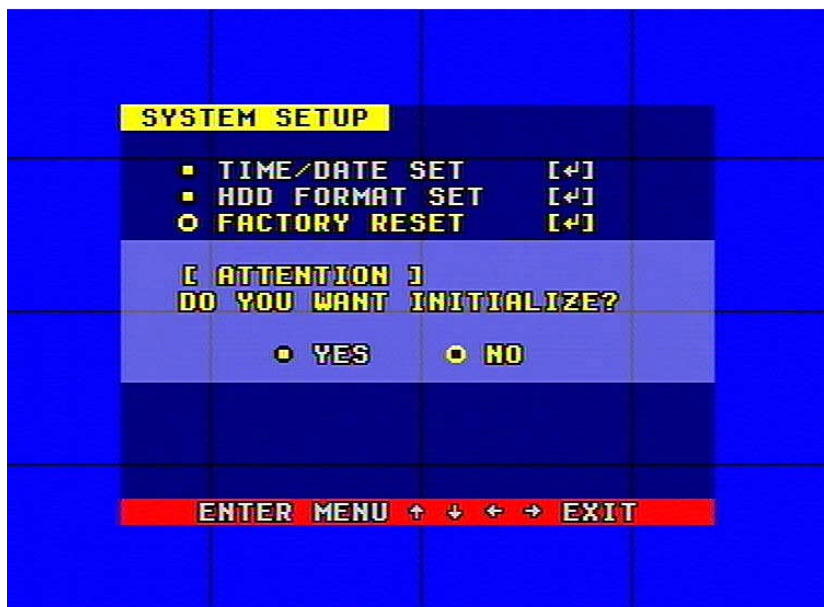 SYSTEM SETUP
TIME/DATE SET [↵]
HDD FORMAT SET [↵]
FACTORY RESET [↵]
[ ATTENTION ]
DO YOU WANT INITIALIZE?
YES NO
ENTER MENU ↑ ↓ ← → EXIT